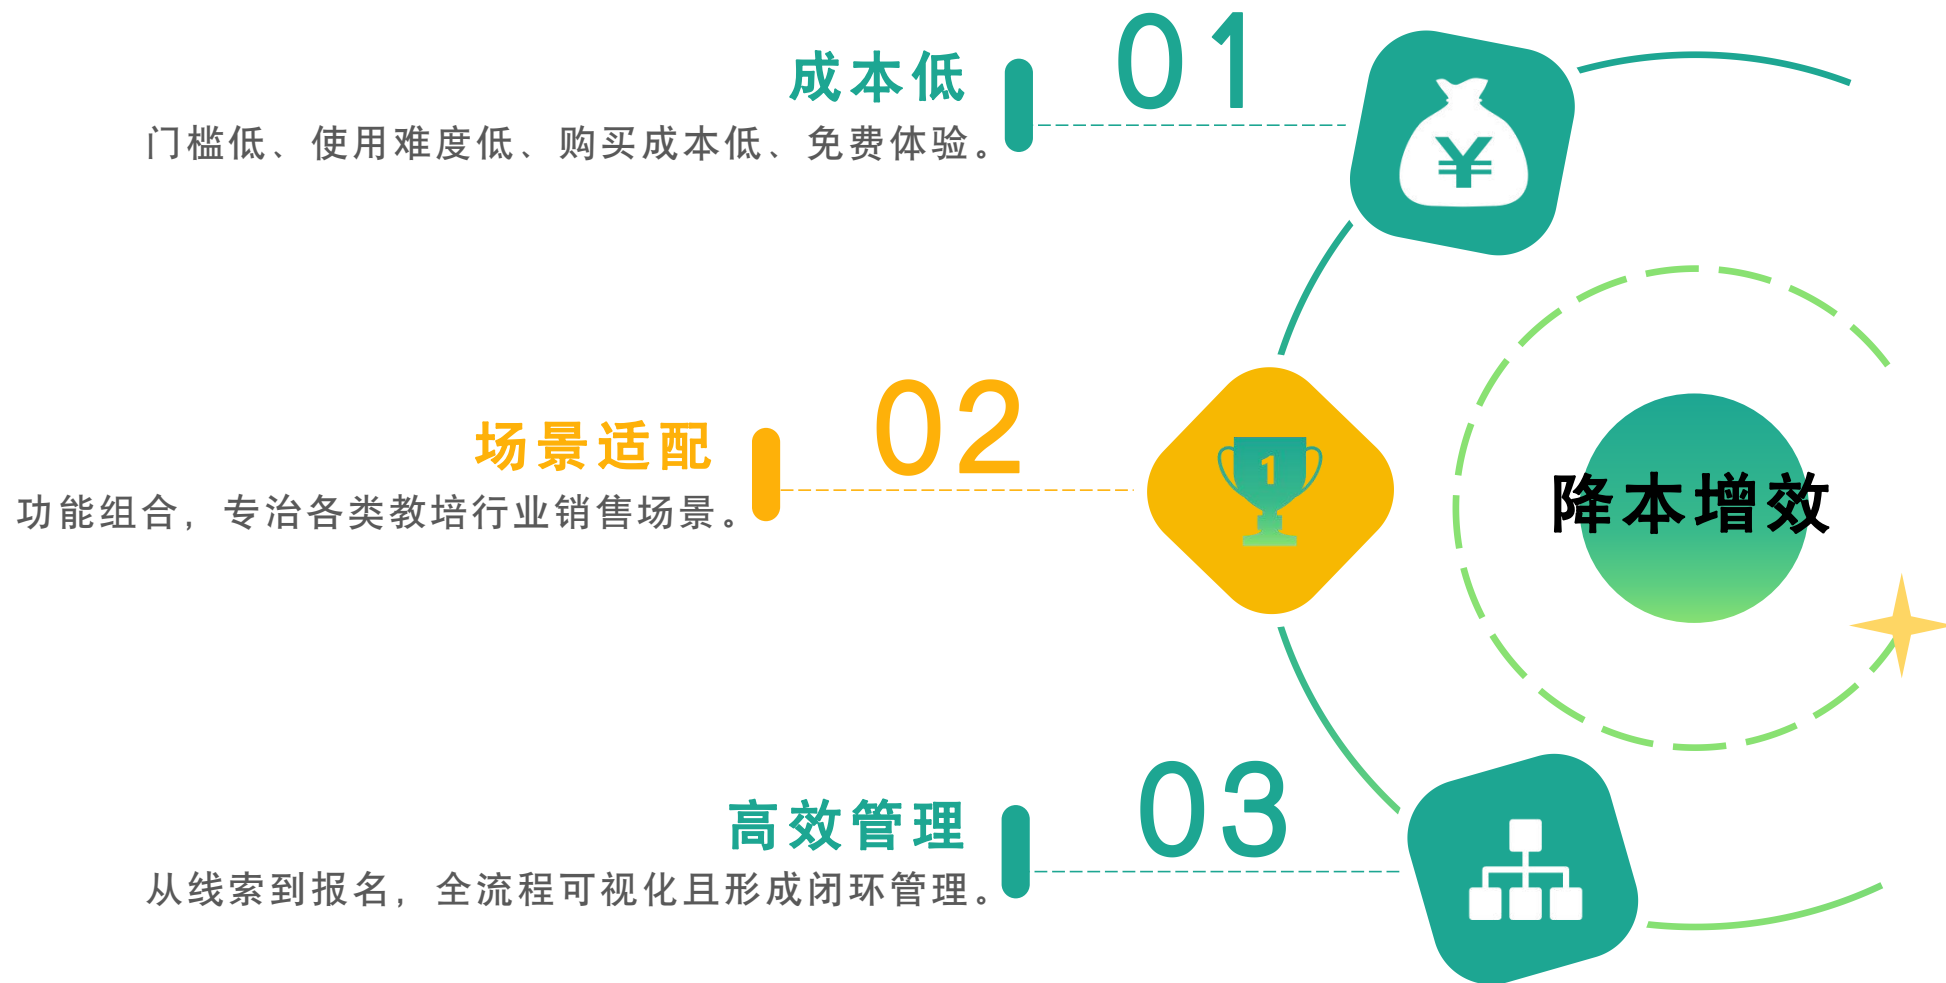 01
成本低
门槛低、使用难度低、购买成本低、免费体验。
¥
02
场景适配
功能组合，专治各类教培行业销售场景。
1
降本增效
03
高效管理
从线索到报名，全流程可视化且形成闭环管理。